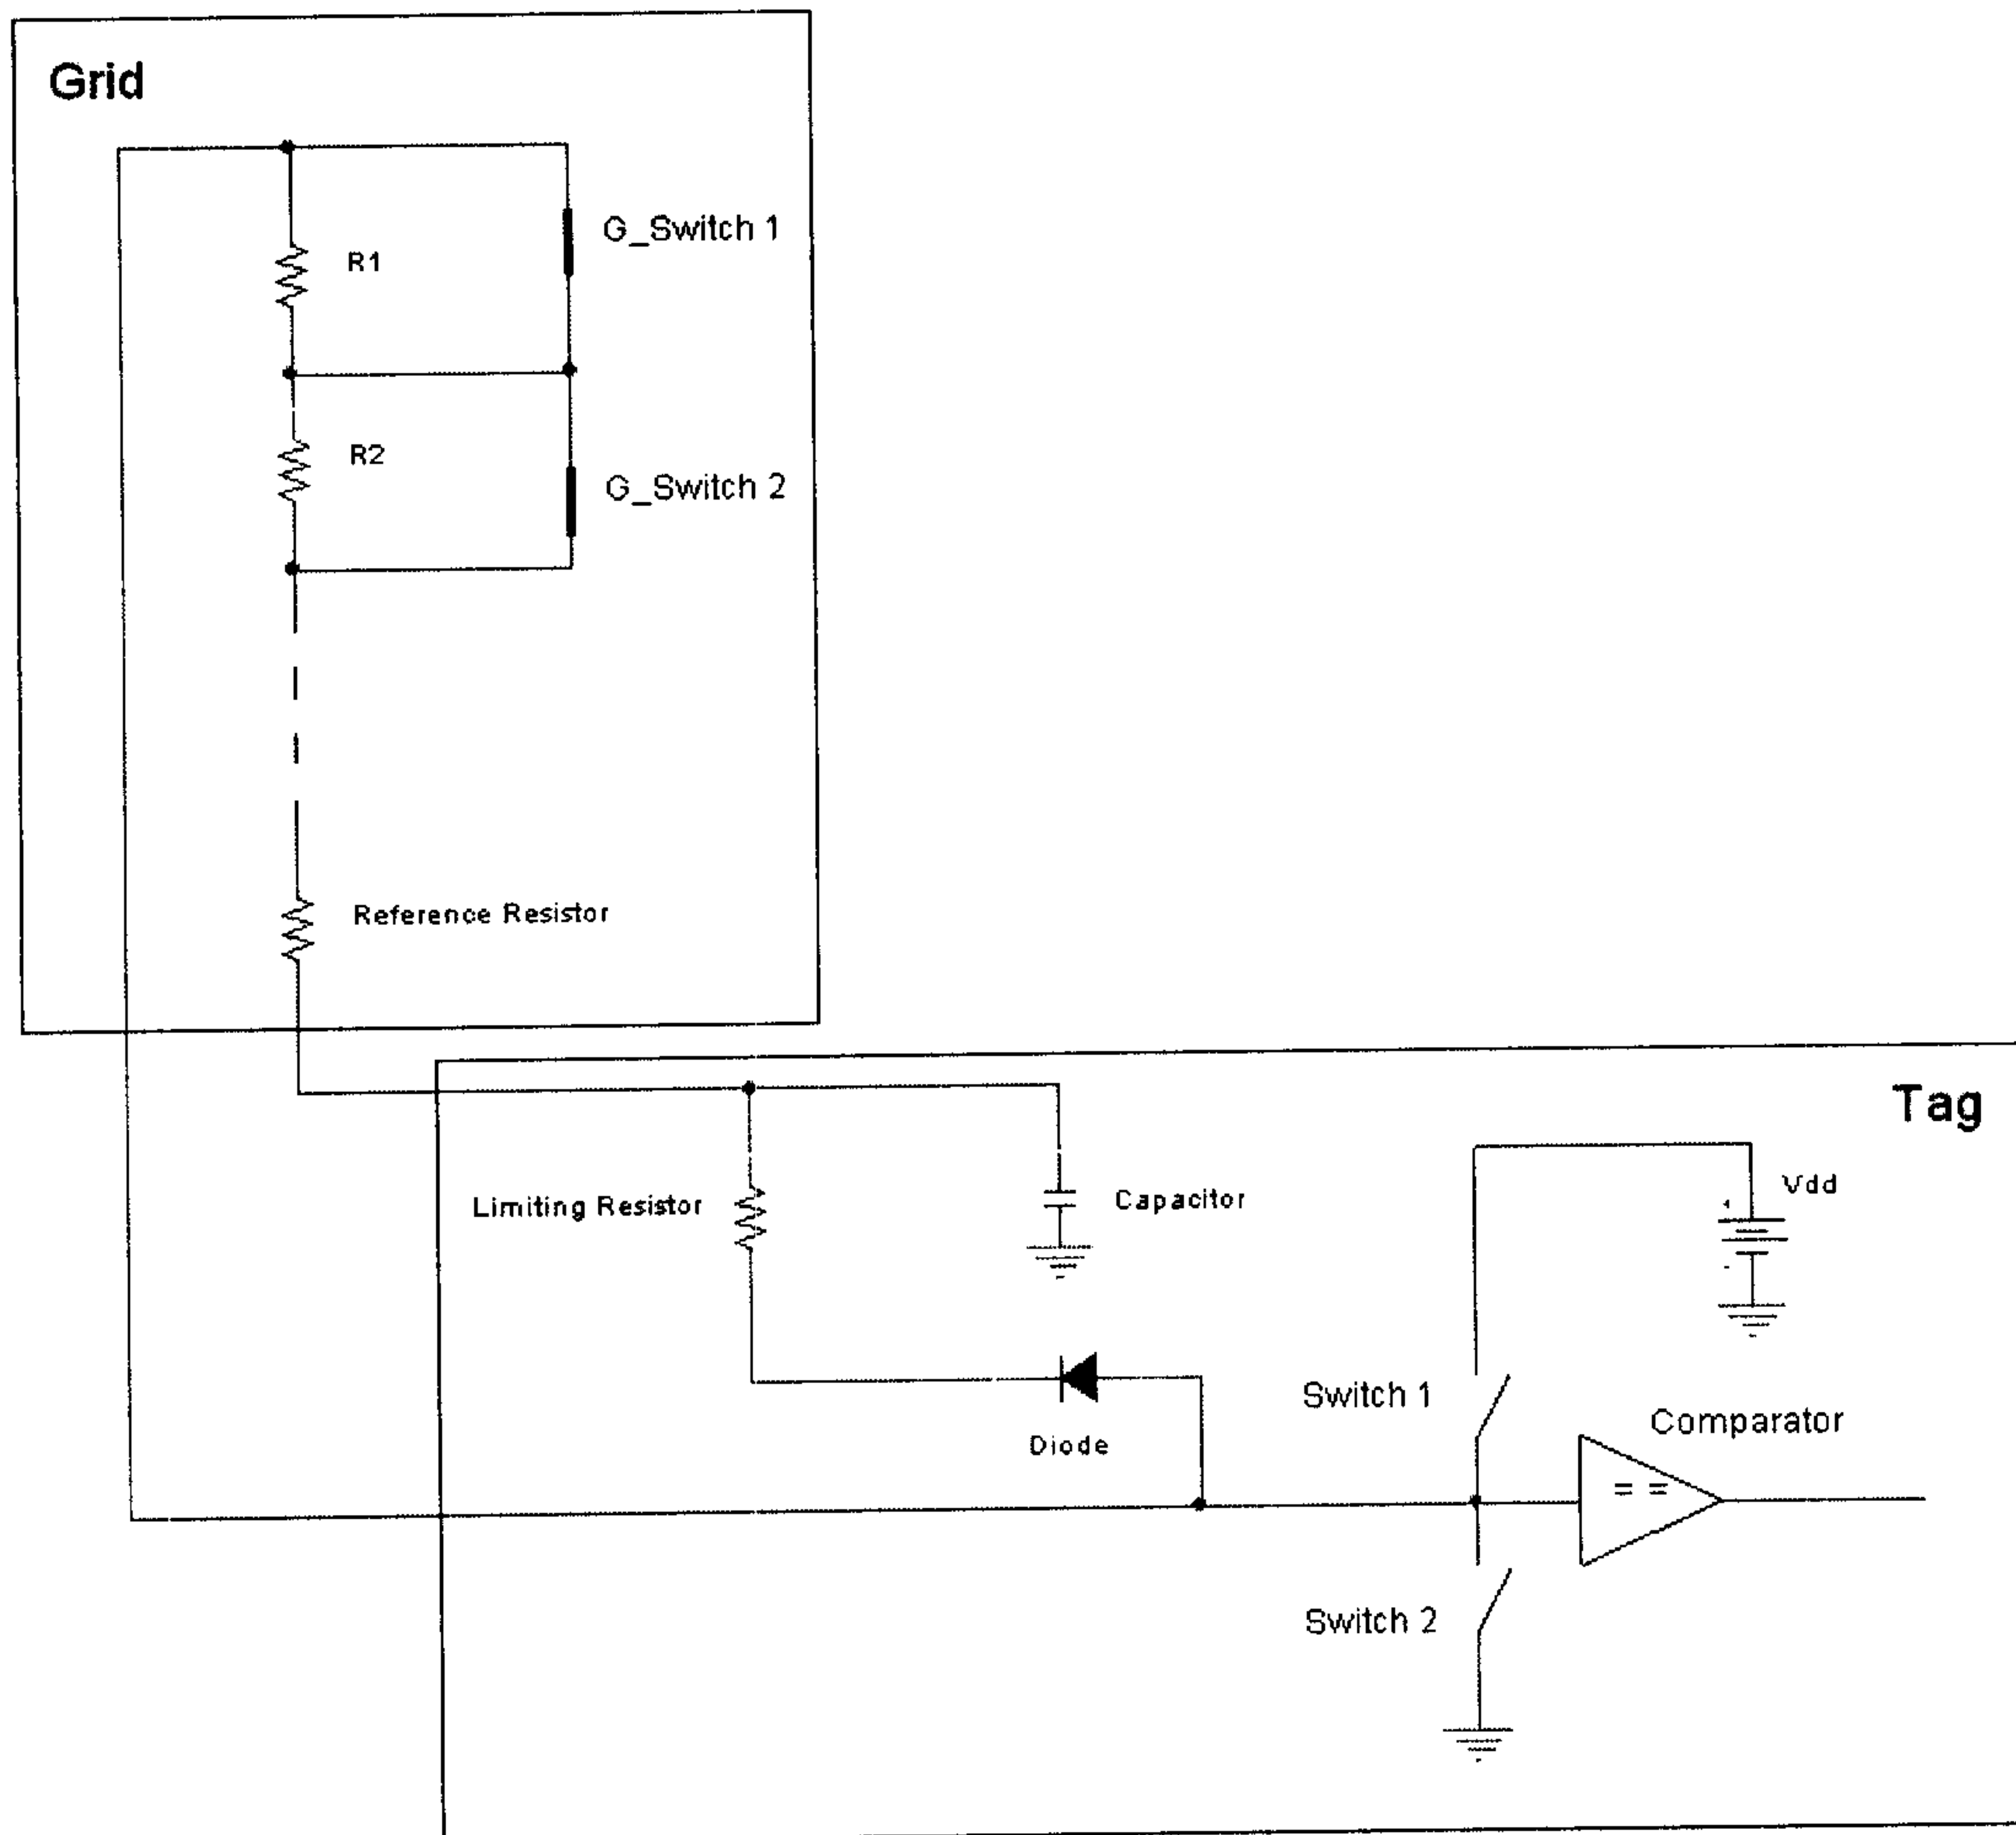 Grid
G_Switch 1
R1
R2
G_Switch 2
Reference Resistor
Tag
Limiting Resistor
Capacitor
Vdd
+
-
Switch 1
Comparator
= =
Diode
Switch 2